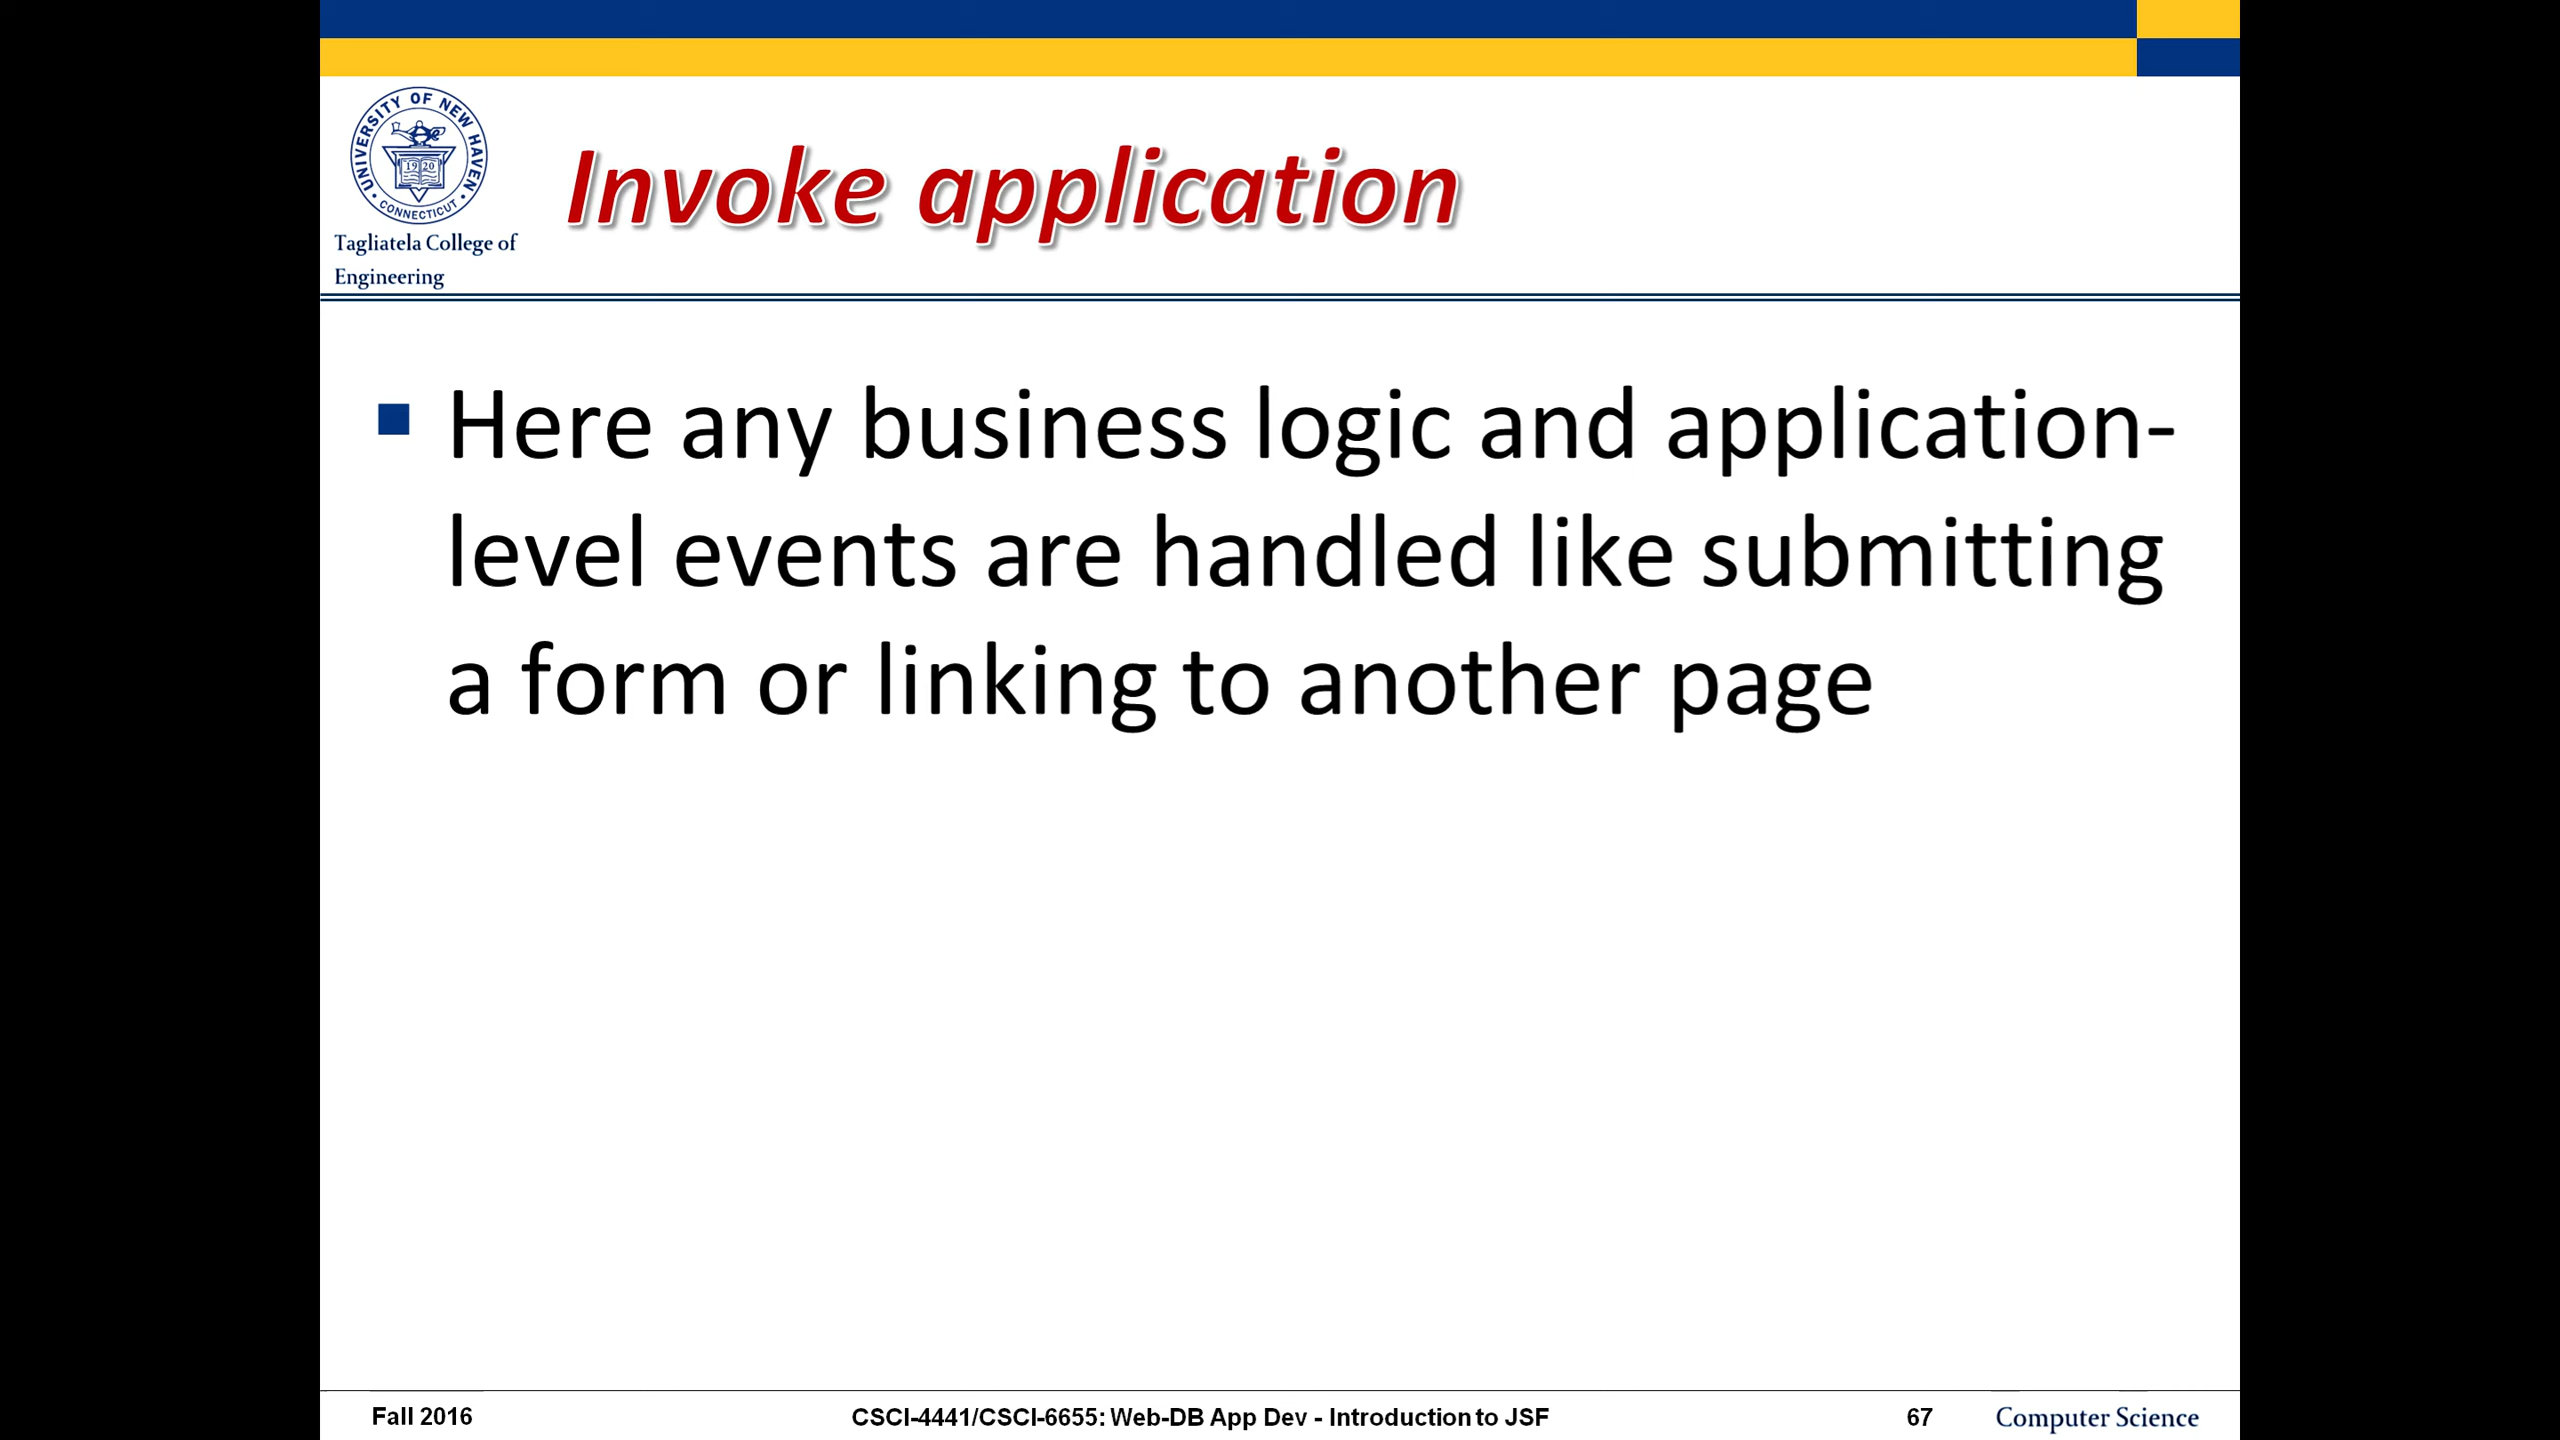 UNIVERSITY OF NEW HAVEN
1920
CONNECTICUT
Tagliatela College of
Engineering
Invoke application
Here any business logic and application-
level events are handled like submitting
a form or linking to another page
Fall 2016
CSCI-4441/CSCI-6655: Web-DB App Dev - Introduction to JSF
67
Computer Science